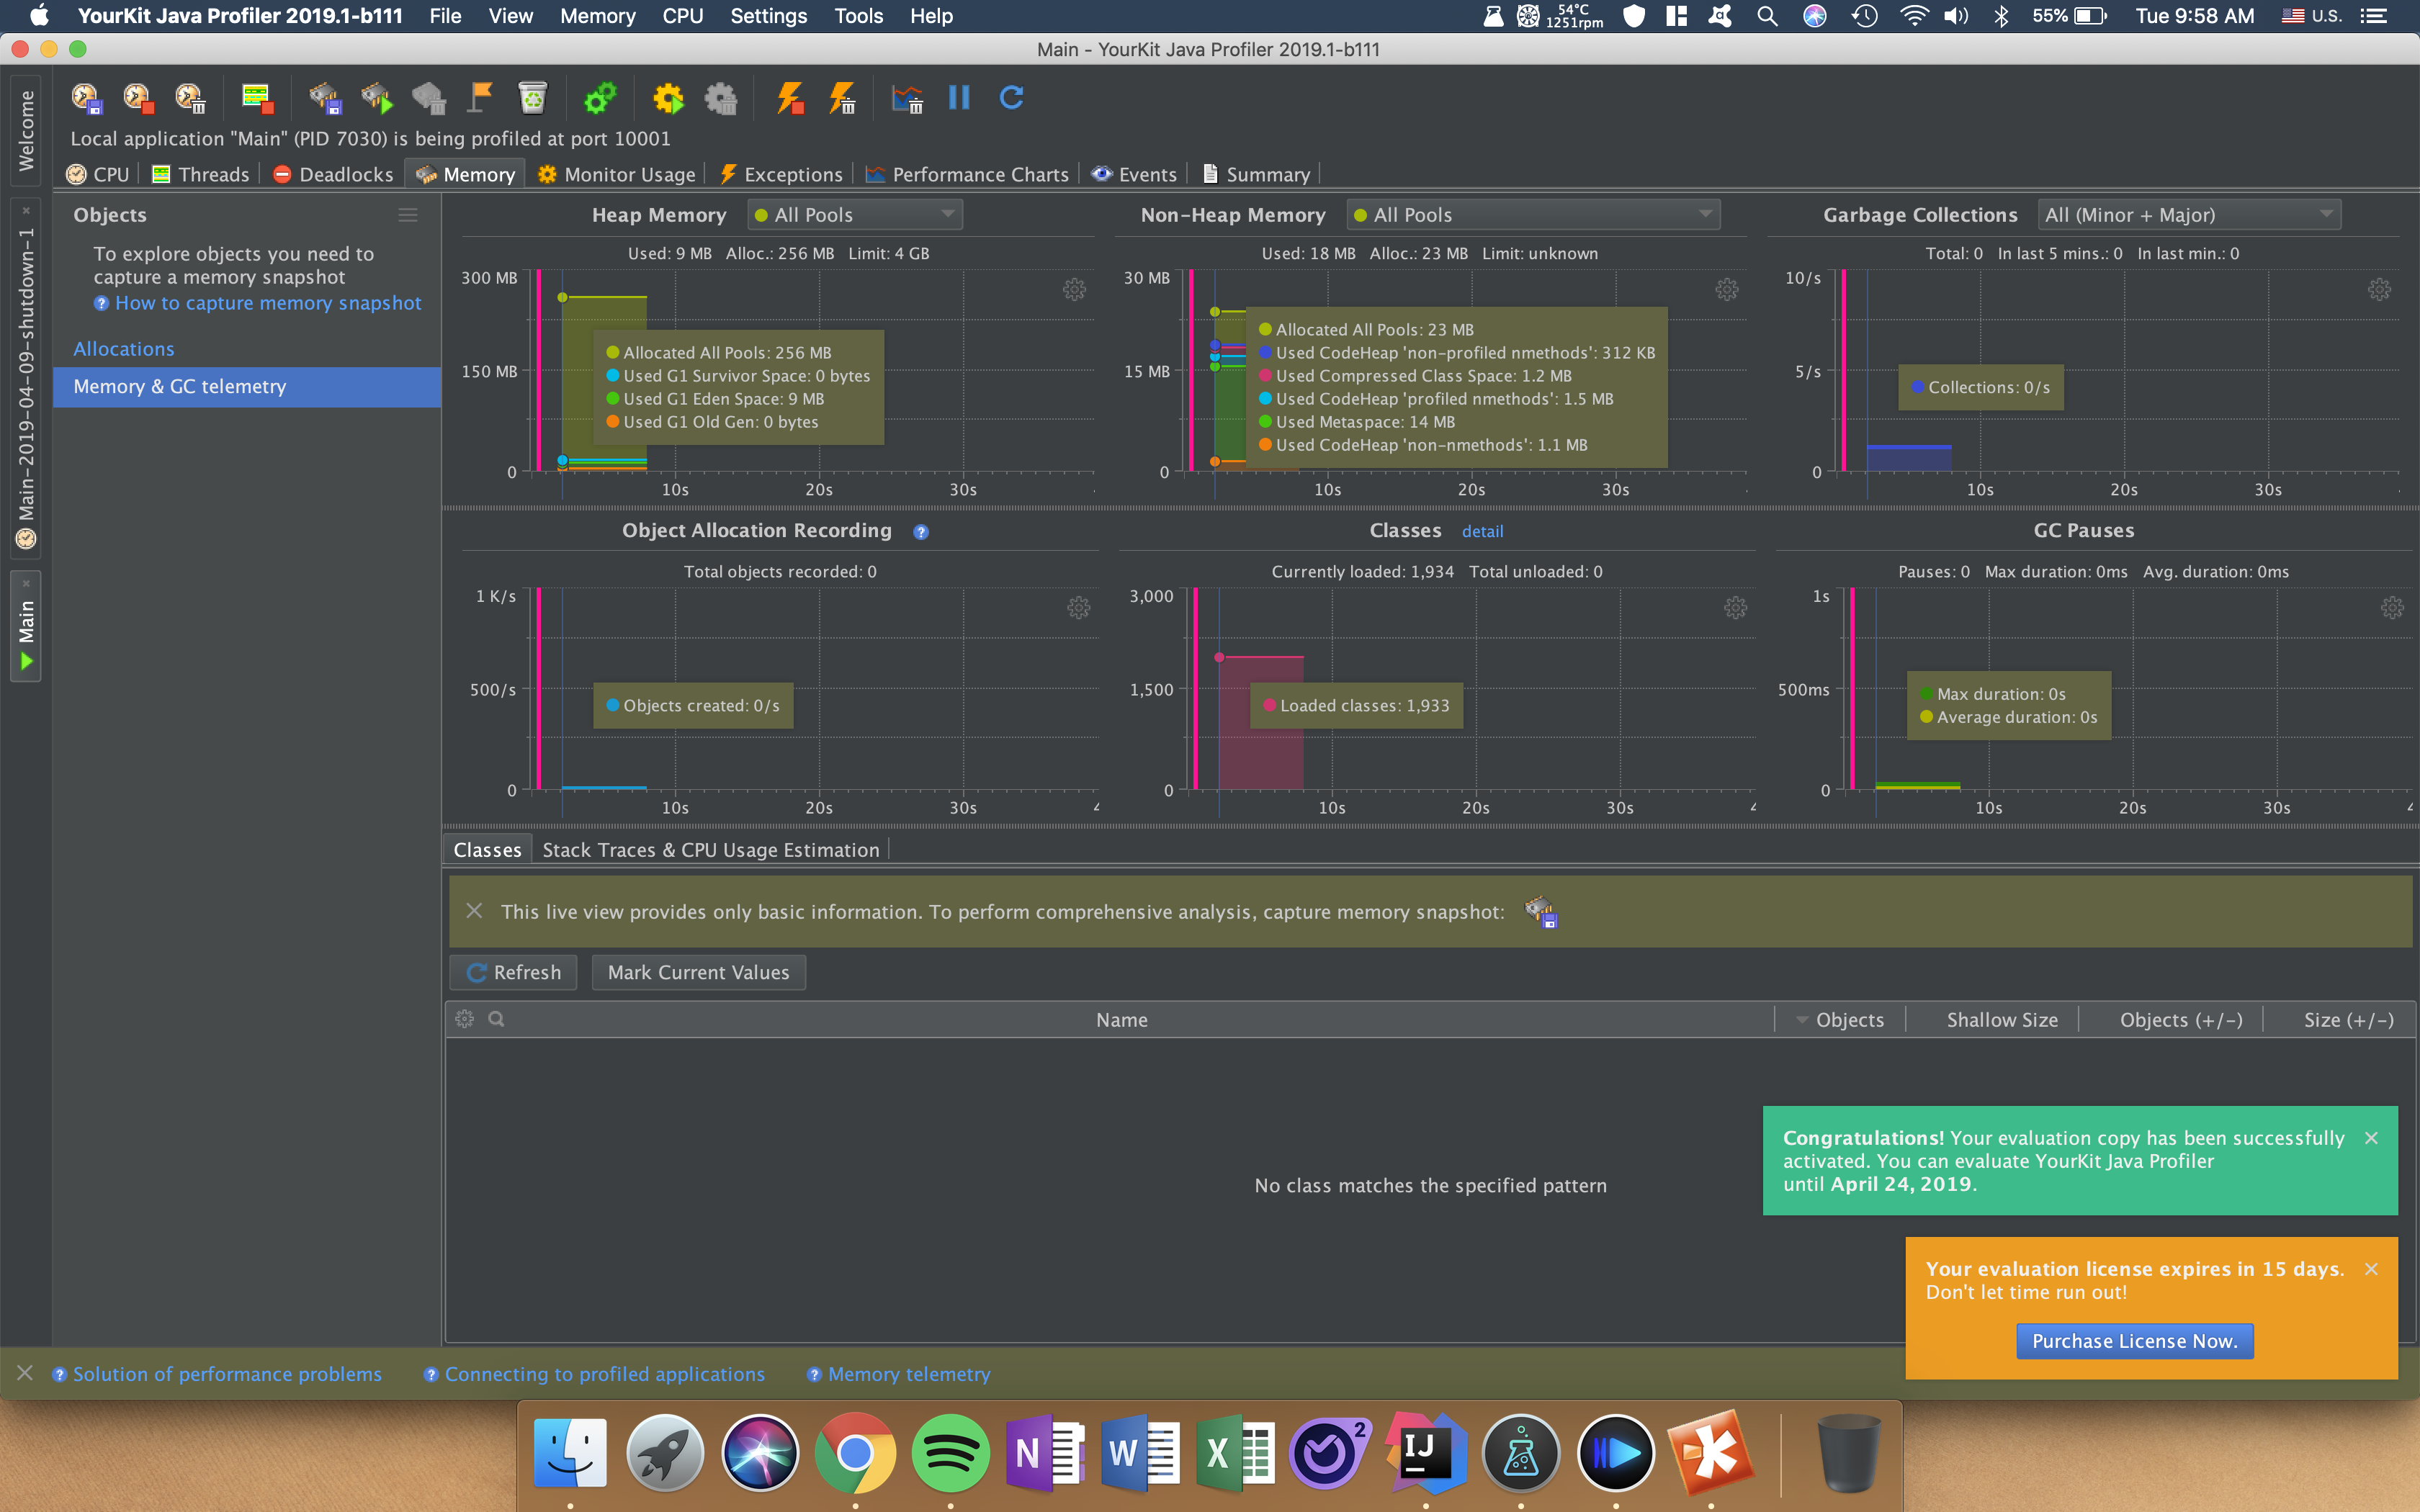 YourKit Java Profiler 2019.1-b111 File View Memory CPU Settings Tools Help 54°C 1251rpm 55% Tue 9:58 AM U.S.
Main - YourKit Java Profiler 2019.1-b111
Welcome
Main-2019-04-09-shutdown-1
Main
Local application "Main" (PID 7030) is being profiled at port 10001
CPU Threads Deadlocks Memory Monitor Usage Exceptions Performance Charts Events Summary
Objects
To explore objects you need to
capture a memory snapshot
? How to capture memory snapshot
Allocations
Memory & GC telemetry
Heap Memory All Pools
Used: 9 MB Alloc.: 256 MB Limit: 4 GB
300 MB
150 MB
0
Allocated All Pools: 256 MB
Used G1 Survivor Space: 0 bytes
Used G1 Eden Space: 9 MB
Used G1 Old Gen: 0 bytes
10s 20s 30s
Non-Heap Memory All Pools
Used: 18 MB Alloc.: 23 MB Limit: unknown
30 MB
15 MB
0
Allocated All Pools: 23 MB
Used CodeHeap 'non-profiled nmethods': 312 KB
Used Compressed Class Space: 1.2 MB
Used CodeHeap 'profiled nmethods': 1.5 MB
Used Metaspace: 14 MB
Used CodeHeap 'non-nmethods': 1.1 MB
10s 20s 30s
Garbage Collections All (Minor + Major)
Total: 0 In last 5 mins.: 0 In last min.: 0
10/s
5/s
0
Collections: 0/s
10s 20s 30s
Object Allocation Recording ?
Total objects recorded: 0
1 K/s
500/s
0
Objects created: 0/s
10s 20s 30s
Classes detail
Currently loaded: 1,934 Total unloaded: 0
3,000
1,500
0
Loaded classes: 1,933
10s 20s 30s
GC Pauses
Pauses: 0 Max duration: 0ms Avg. duration: 0ms
1s
500ms
0
Max duration: 0s
Average duration: 0s
10s 20s 30s
Classes Stack Traces & CPU Usage Estimation
This live view provides only basic information. To perform comprehensive analysis, capture memory snapshot:
Refresh Mark Current Values
Name Objects Shallow Size Objects (+/-) Size (+/-)
No class matches the specified pattern
Congratulations! Your evaluation copy has been successfully
activated. You can evaluate YourKit Java Profiler
until April 24, 2019.
Your evaluation license expires in 15 days.
Don't let time run out!
Purchase License Now.
? Solution of performance problems ? Connecting to profiled applications ? Memory telemetry
N W X 2 IJ